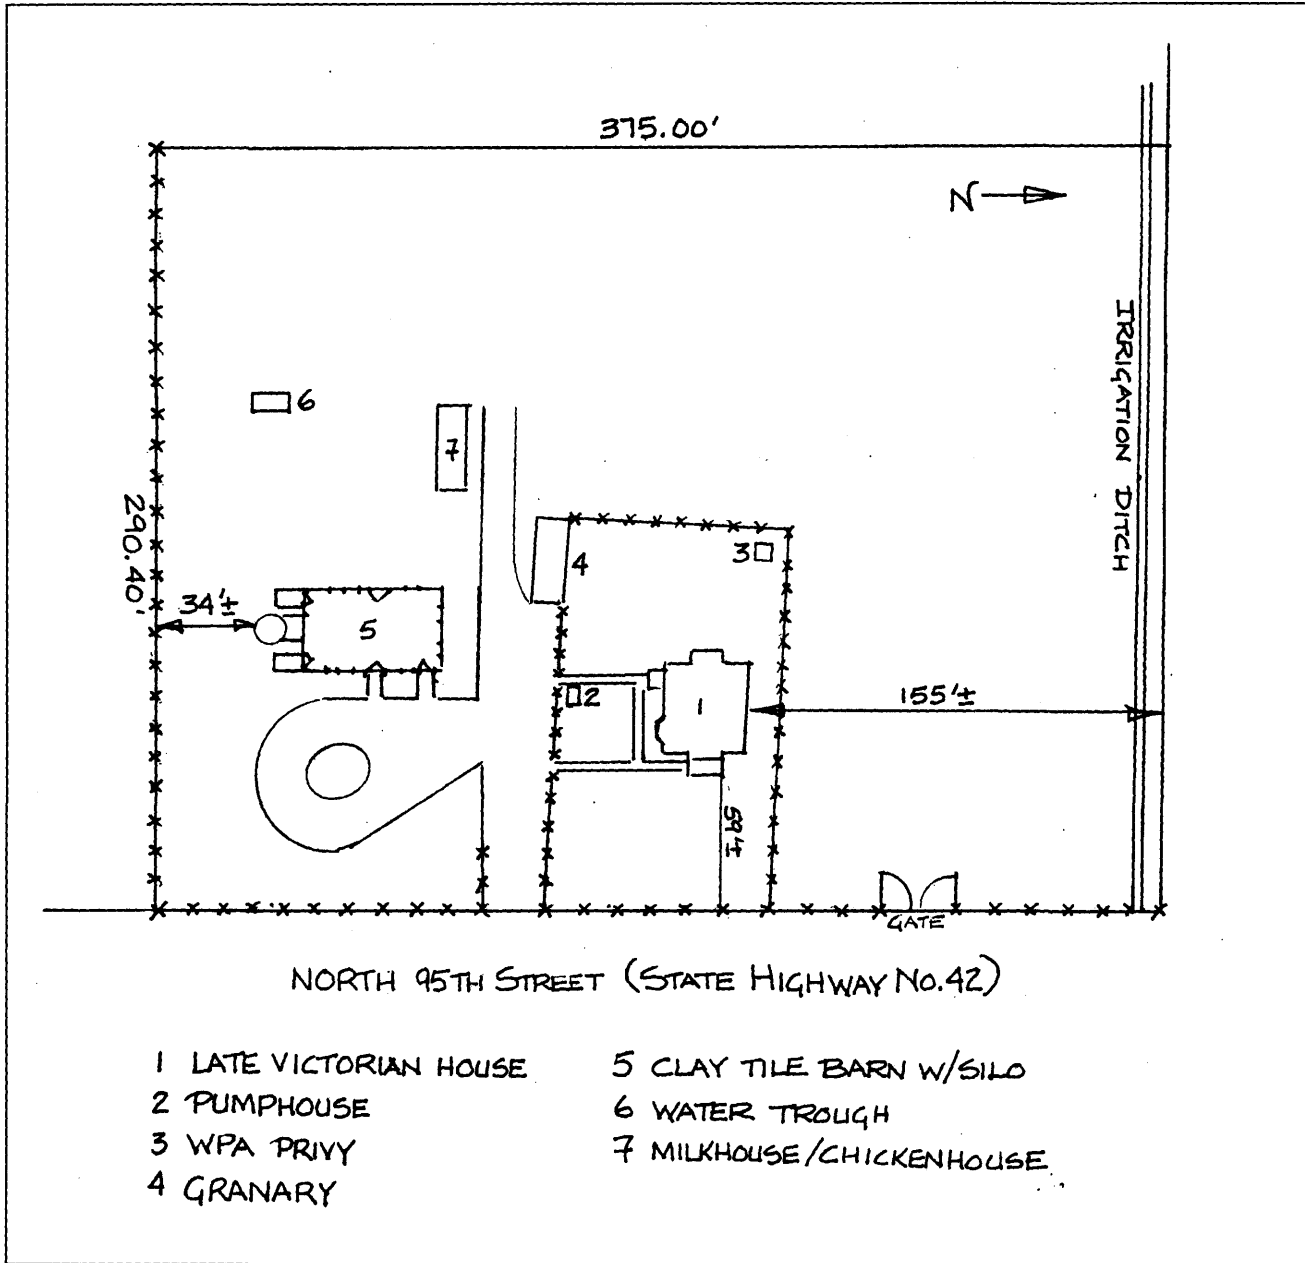 375.00'
N
IRRIGATION DITCH
6
7
290.40'
4
3
34'±
5
2
1
155'±
59'±
GATE
NORTH 95TH STREET (STATE HIGHWAY No.42)
1 LATE VICTORIAN HOUSE
2 PUMPHOUSE
3 WPA PRIVY
4 GRANARY
5 CLAY TILE BARN W/SILO
6 WATER TROUGH
7 MILKHOUSE/CHICKENHOUSE